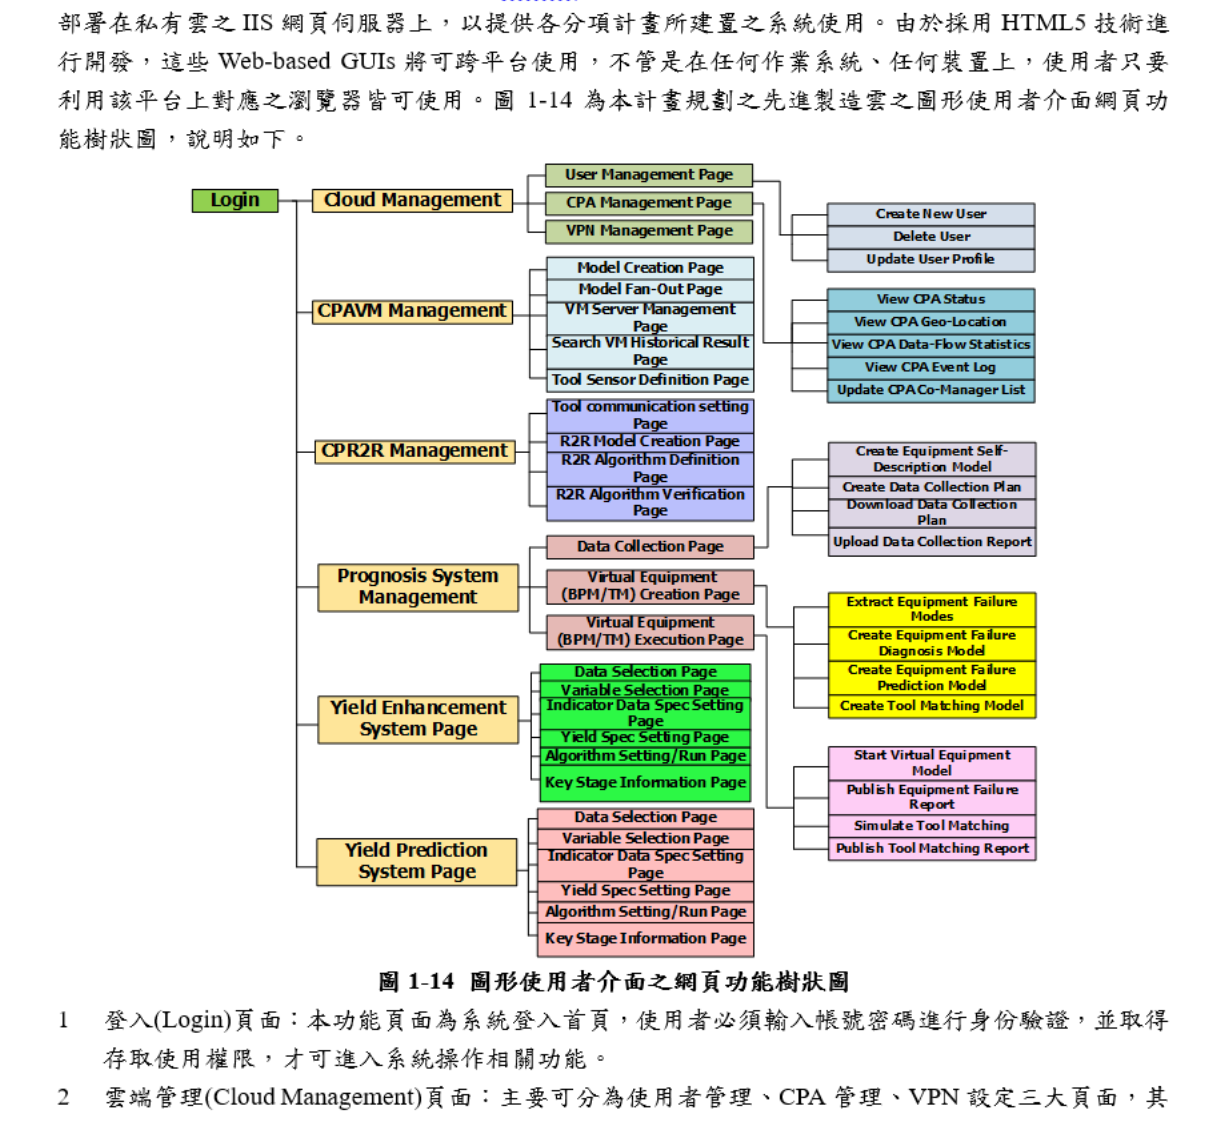 部署在私有雲之 IIS 網頁伺服器上，以提供各分項計畫所建置之系統使用。由於採用 HTML5 技術進
行開發，這些 Web-based GUIs 將可跨平台使用，不管是在任何作業系統、任何裝置上，使用者只要
利用該平台上對應之瀏覽器皆可使用。圖 1-14 為本計畫規劃之先進製造雲之圖形使用者介面網頁功
能樹狀圖，說明如下。
Login
Cloud Management
User Management Page
CPA Management Page
VPN Management Page
Create New User
Delete User
Update User Profile
View CPA Status
View CPA Geo-Location
View CPA Data-Flow Statistics
View CPA Event Log
Update CPA Co-Manager List
CPAVM Management
Model Creation Page
Model Fan-Out Page
VM Server Management
Page
Search VM Historical Result
Page
Tool Sensor Definition Page
CPR2R Management
Tool communication setting
Page
R2R Model Creation Page
R2R Algorithm Definition
Page
R2R Algorithm Verification
Page
Prognosis System
Management
Data Collection Page
Virtual Equipment
(BPM/TM) Creation Page
Virtual Equipment
(BPM/TM) Execution Page
Create Equipment Self-
Description Model
Create Data Collection Plan
Download Data Collection
Plan
Upload Data Collection Report
Extract Equipment Failure
Modes
Create Equipment Failure
Diagnosis Model
Create Equipment Failure
Prediction Model
Create Tool Matching Model
Start Virtual Equipment
Model
Publish Equipment Failure
Report
Simulate Tool Matching
Publish Tool Matching Report
Yield Enhancement
System Page
Data Selection Page
Variable Selection Page
Indicator Data Spec Setting
Page
Yield Spec Setting Page
Algorithm Setting/Run Page
Key Stage Information Page
Yield Prediction
System Page
Data Selection Page
Variable Selection Page
Indicator Data Spec Setting
Page
Yield Spec Setting Page
Algorithm Setting/Run Page
Key Stage Information Page
圖 1-14 圖形使用者介面之網頁功能樹狀圖
1 登入(Login)頁面：本功能頁面為系統登入首頁，使用者必須輸入帳號密碼進行身份驗證，並取得
存取使用權限，才可進入系統操作相關功能。
2 雲端管理(Cloud Management)頁面：主要可分為使用者管理、CPA 管理、VPN 設定三大頁面，其